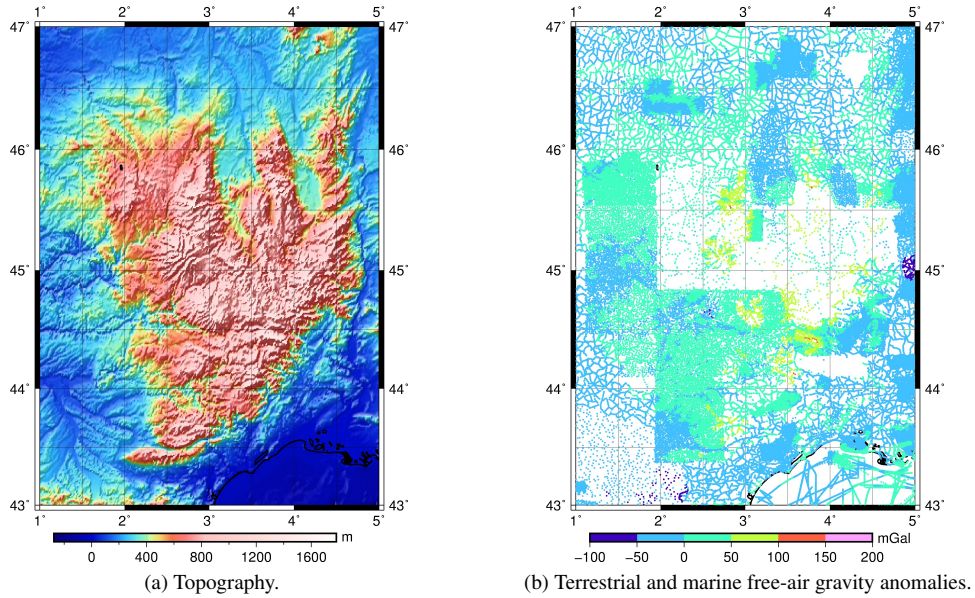 1˚ 2˚ 3˚ 4˚ 5˚ 1˚ 2˚ 3˚ 4˚ 5˚
47˚ 47˚ 47˚ 47˚
46˚ 46˚ 46˚ 46˚
45˚ 45˚ 45˚ 45˚
44˚ 44˚ 44˚ 44˚
43˚ 43˚ 43˚ 43˚
1˚ 2˚ 3˚ 4˚ 5˚ 1˚ 2˚ 3˚ 4˚ 5˚
m mGal
0 400 800 1200 1600 -100 -50 0 50 100 150 200
(a) Topography. (b) Terrestrial and marine free-air gravity anomalies.